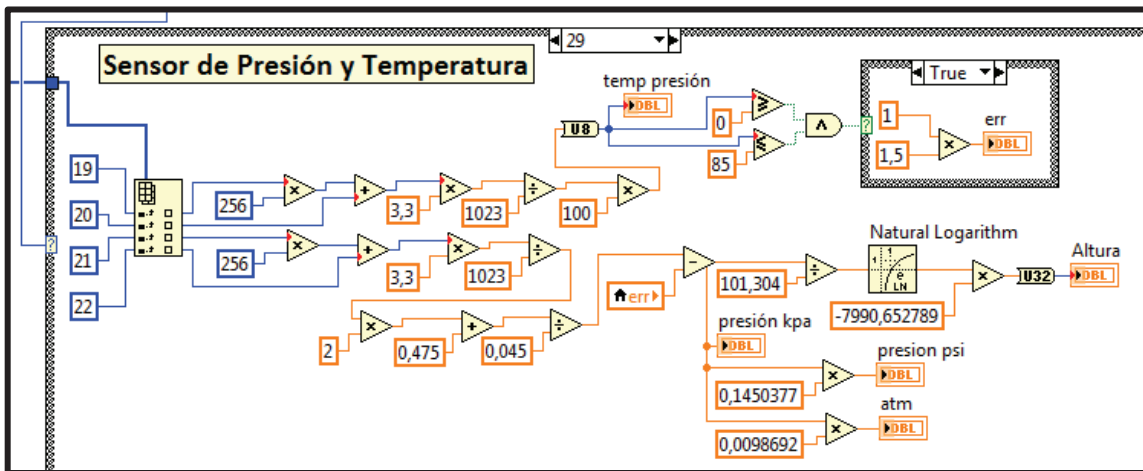 29
Sensor de Presión y Temperatura
True
temp presión
DBL
U8
0
85
1
1,5
err
DBL
?
19
20
21
22
256
3,3
1023
100
256
3,3
1023
?
2
0,475
0,045
err
101,304
Natural Logarithm
e
LN
-7990,652789
U32
Altura
DBL
presión kpa
DBL
0,1450377
presion psi
DBL
0,0098692
atm
DBL